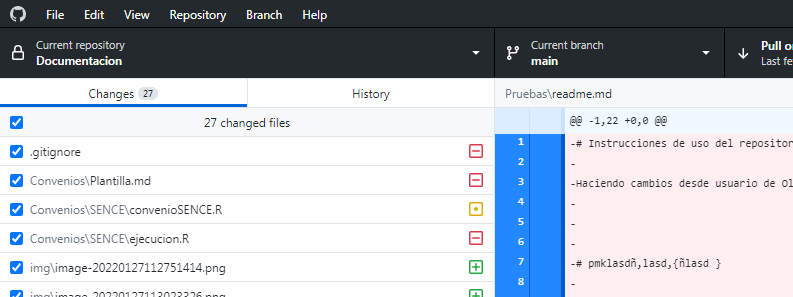 File Edit View Repository Branch Help
Current repository
Documentacion
Current branch
main
Pull o
Last fe
Changes 27 History
Pruebas\readme.md
27 changed files
@@ -1,22 +0,0 @@
.gitignore
1 -# Instrucciones de uso del repositor
2 -
Convenios\Plantilla.md
3 -Haciendo cambios desde usuario de Ol
Convenios\SENCE\convenioSENCE.R
4 -
5 -
Convenios\SENCE\ejecucion.R
6 -
img\image-20220127112751414.png
7 -# pmklasdñ,lasd,{ñlasd }
8 -
img\image-20220127113023326.png